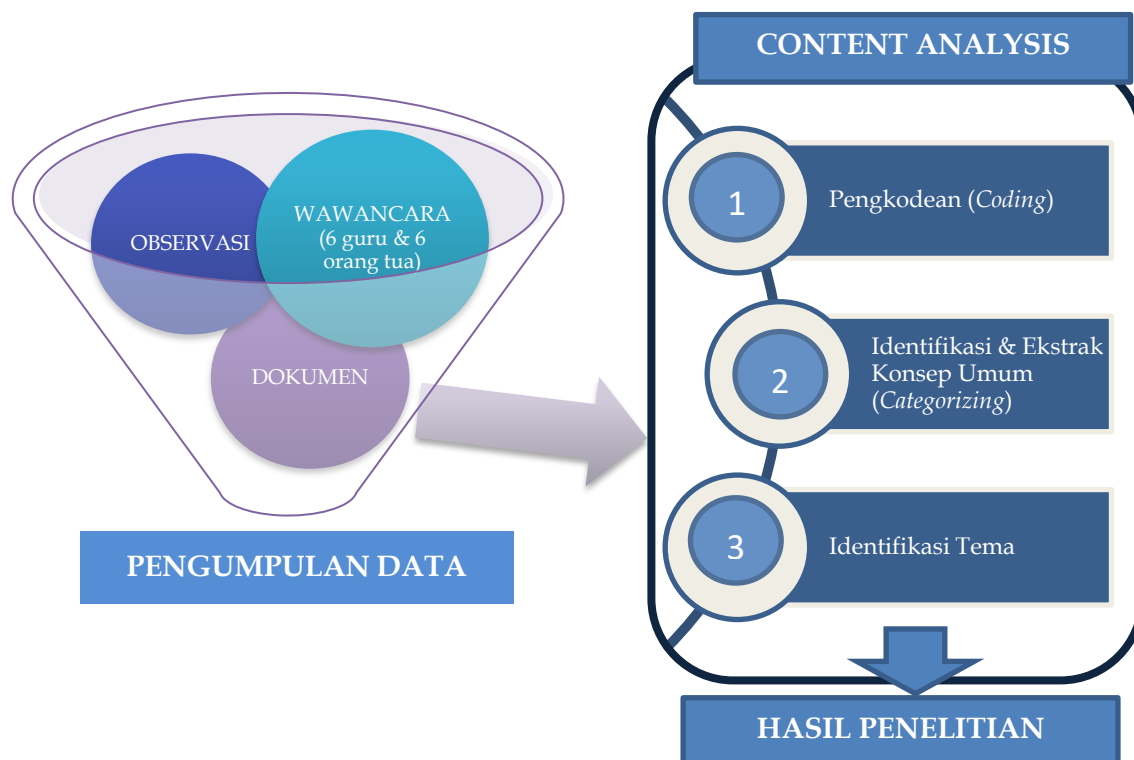 OBSERVASI
WAWANCARA
(6 guru & 6
orang tua)
DOKUMEN
PENGUMPULAN DATA
CONTENT ANALYSIS
1
Pengkodean (Coding)
2
Identifikasi & Ekstrak
Konsep Umum
(Categorizing)
3
Identifikasi Tema
HASIL PENELITIAN